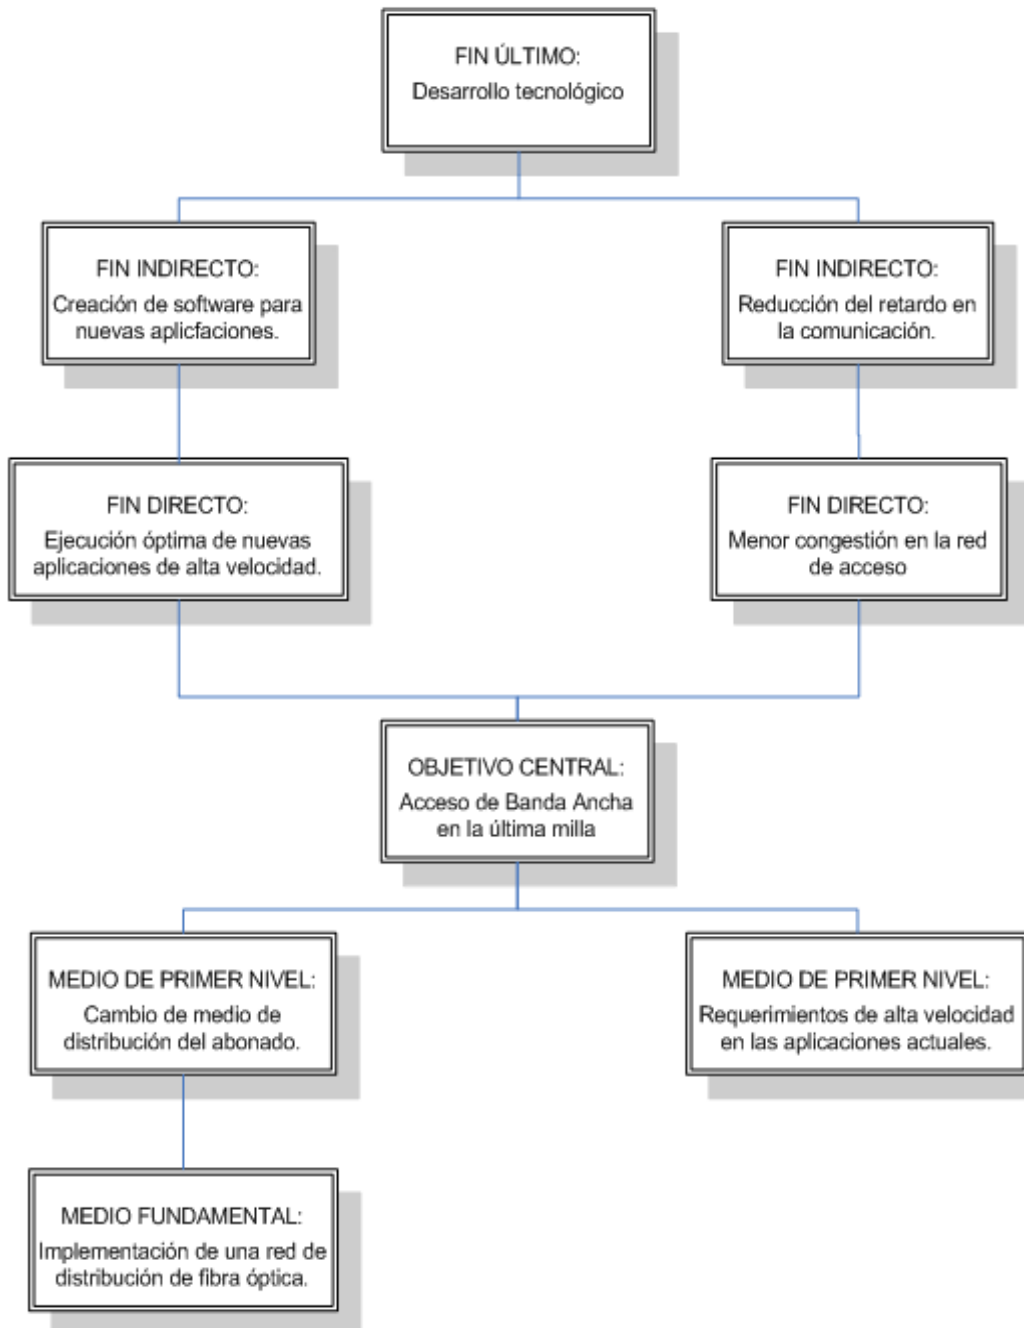 FIN ÚLTIMO:
Desarrollo tecnológico
FIN INDIRECTO:
Creación de software para
nuevas aplicfaciones.
FIN INDIRECTO:
Reducción del retardo en
la comunicación.
FIN DIRECTO:
Ejecución óptima de nuevas
aplicaciones de alta velocidad.
FIN DIRECTO:
Menor congestión en la red
de acceso
OBJETIVO CENTRAL:
Acceso de Banda Ancha
en la última milla
MEDIO DE PRIMER NIVEL:
Cambio de medio de
distribución del abonado.
MEDIO DE PRIMER NIVEL:
Requerimientos de alta velocidad
en las aplicaciones actuales.
MEDIO FUNDAMENTAL:
Implementación de una red de
distribución de fibra óptica.